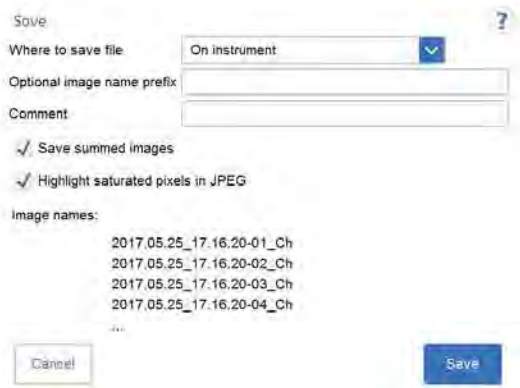 Save ?
Where to save file On instrument
Optional image name prefix
Comment
Save summed images
Highlight saturated pixels in JPEG
Image names:
2017.05.25_17.16.20-01_Ch
2017.05.25_17.16.20-02_Ch
2017.05.25_17.16.20-03_Ch
2017.05.25_17.16.20-04_Ch
...
Cancel Save